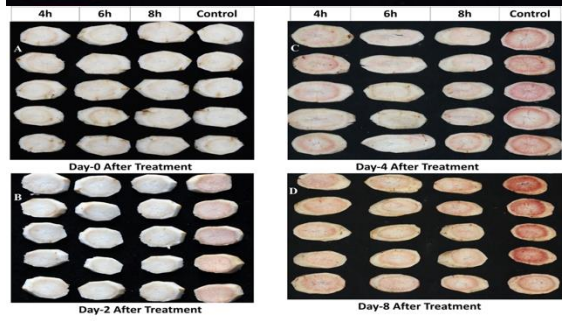 4h 6h 8h Control
A
Day-0 After Treatment
B
Day-2 After Treatment
4h 6h 8h Control
C
Day-4 After Treatment
D
Day-8 After Treatment